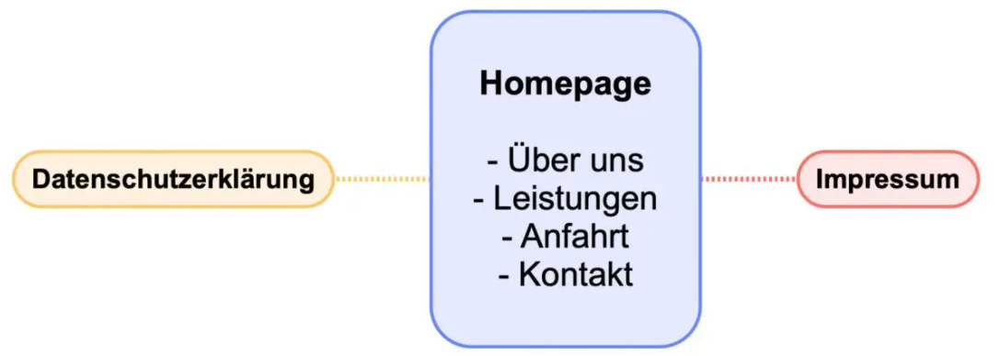 Homepage
- Über uns
- Leistungen
- Anfahrt
- Kontakt
Datenschutzerklärung
Impressum